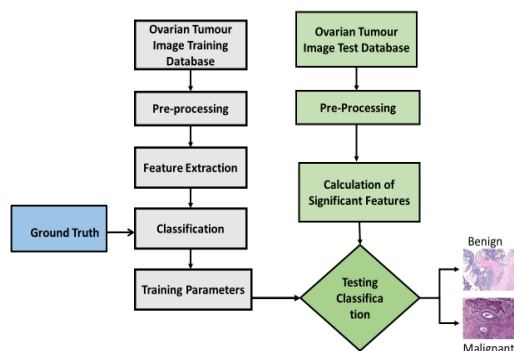 Ovarian Tumour
Image Training
Database
Pre-processing
Feature Extraction
Ground Truth
Classification
Training Parameters
Ovarian Tumour
Image Test Database
Pre-Processing
Calculation of
Significant Features
Testing
Classifica
tion
Benign
Malignant